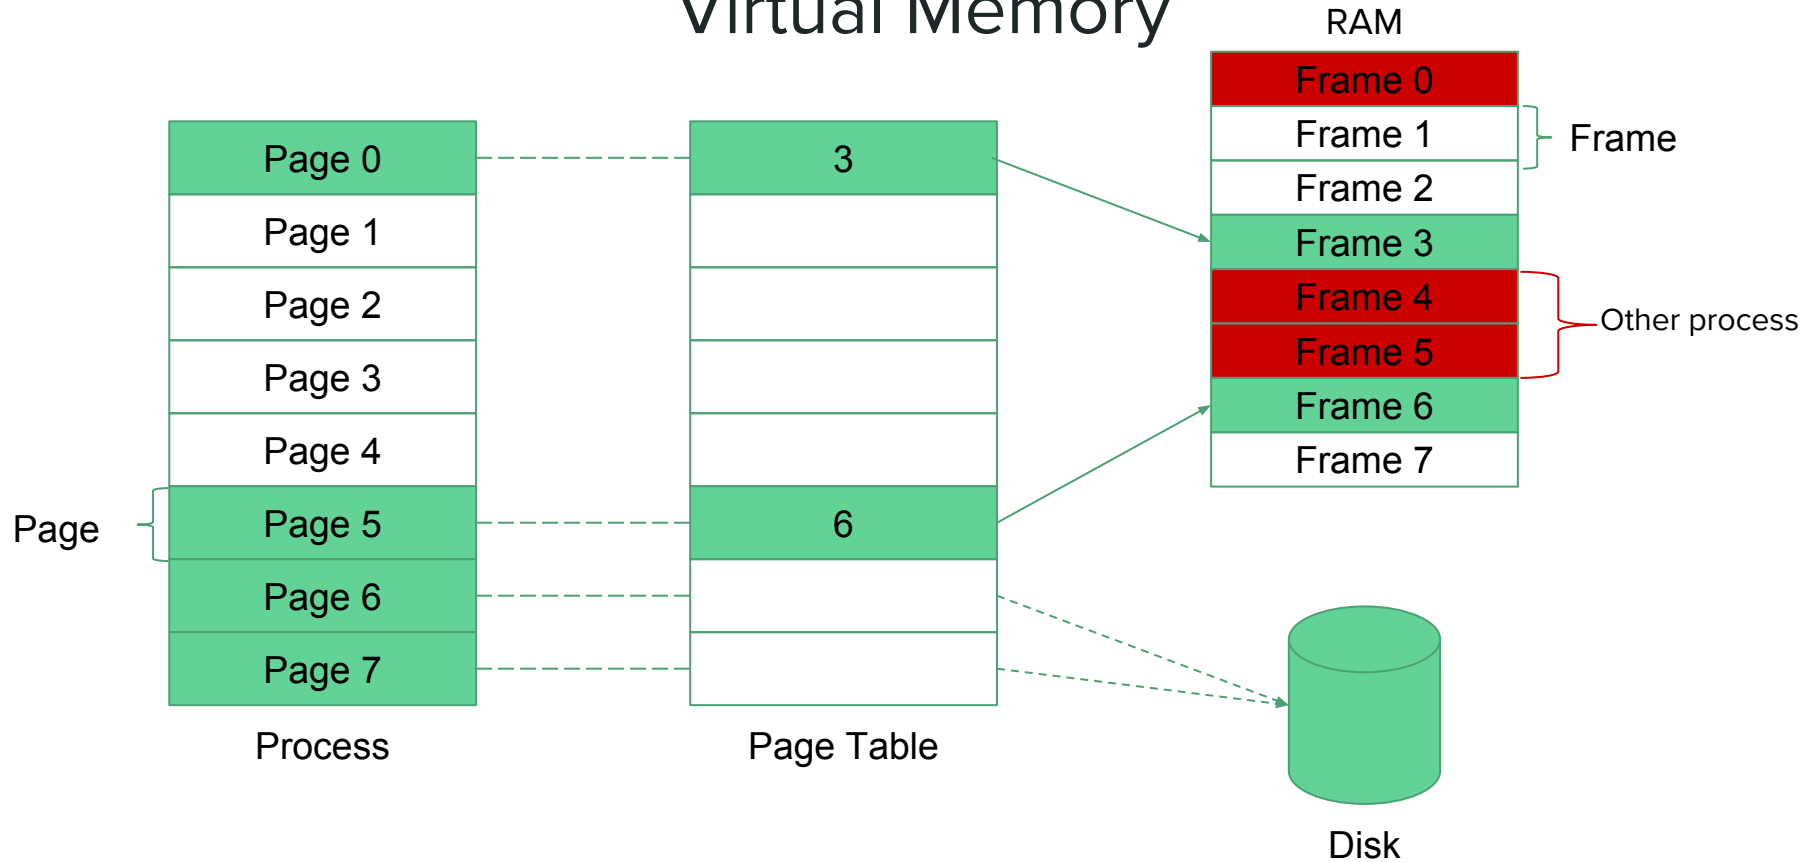 Virtual Memory
RAM
Frame 0
Frame 1
Frame 2
Frame 3
Frame 4
Frame 5
Frame 6
Frame 7
Frame
Other process
Page 0
Page 1
Page 2
Page 3
Page 4
Page 5
Page 6
Page 7
Page
3
6
Process
Page Table
Disk